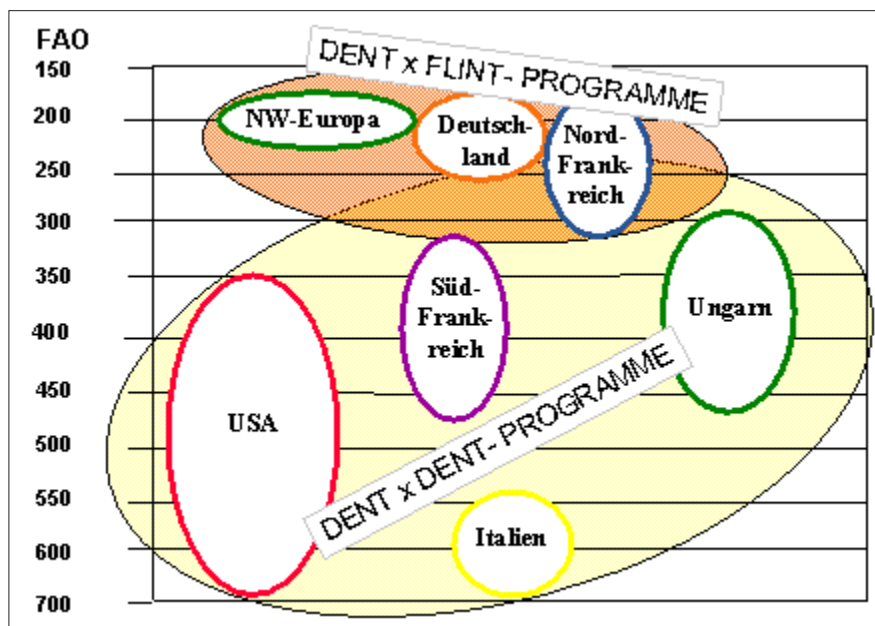 FAO
150
200
250
300
350
400
450
500
550
600
700
DENT x FLINT- PROGRAMME
NW-Europa
Deutsch-
land
Nord-
Frank-
reich
Süd-
Frank-
reich
Ungarn
USA
DENT x DENT- PROGRAMME
Italien